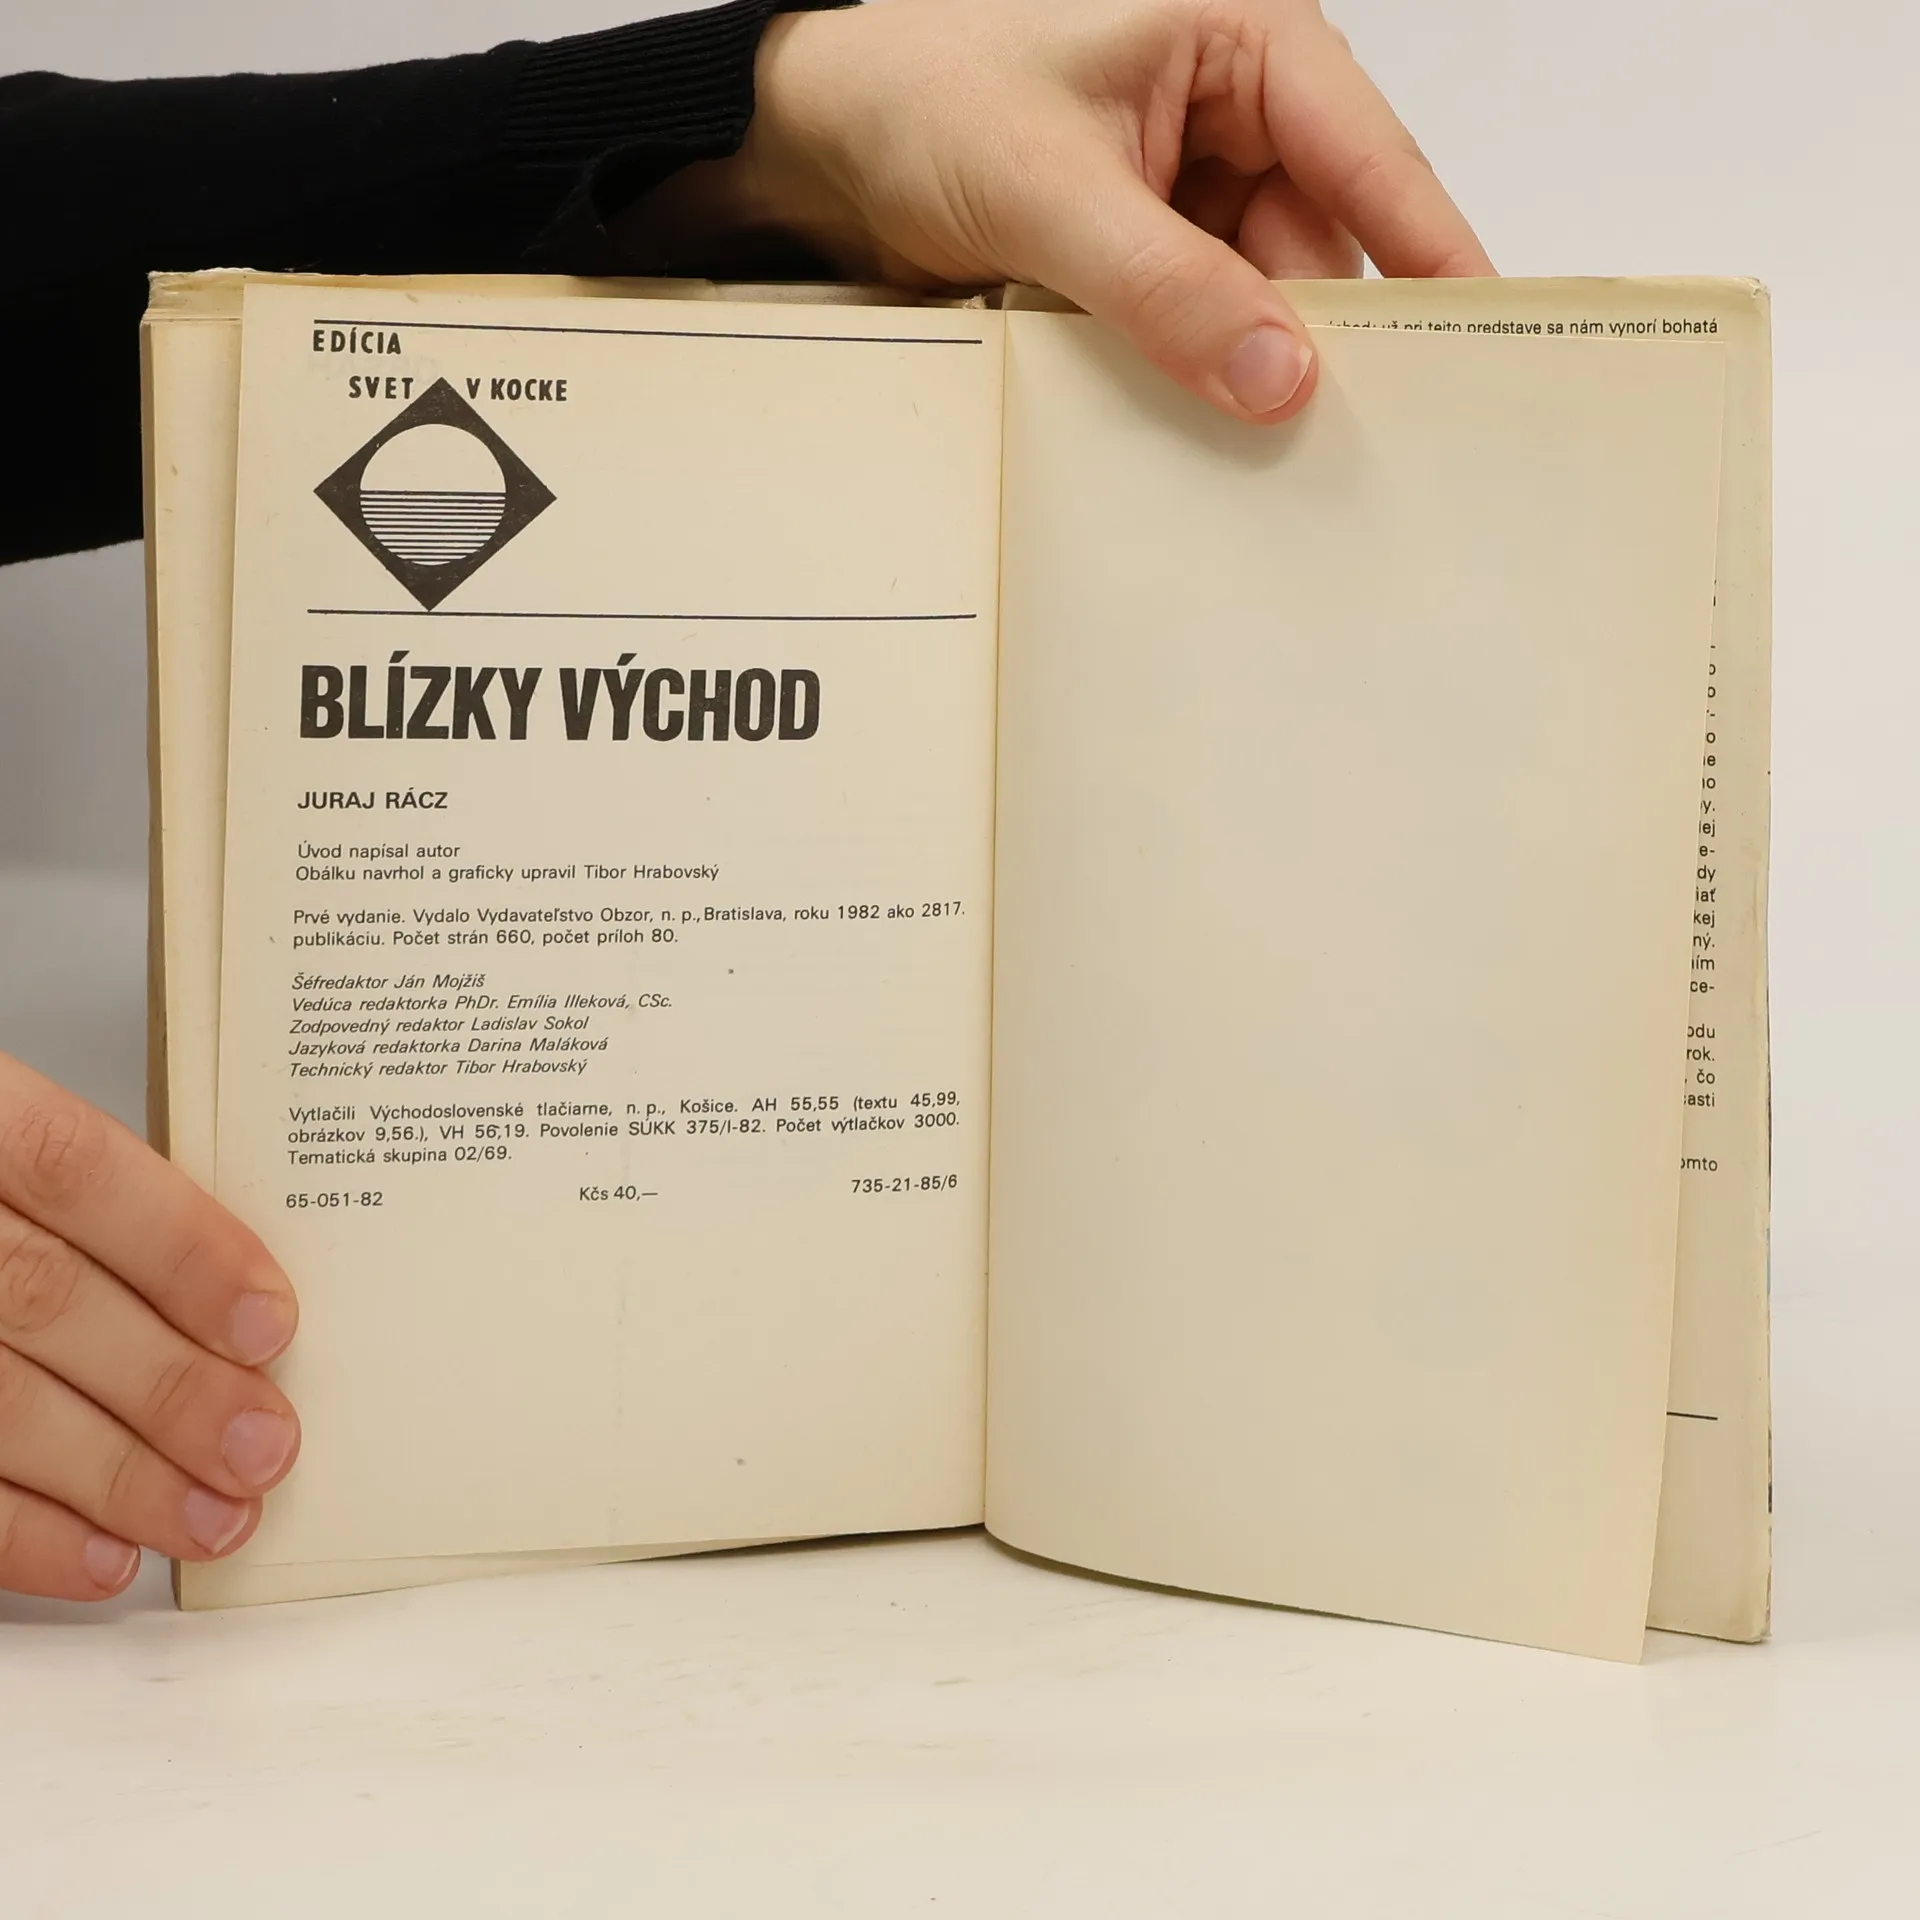 EDÍCIA
SVET V KOCKE
BLÍZKY VÝCHOD
JURAJ RÁCZ
Úvod napísal autor
Obálku navrhol a graficky upravil Tibor Hrabovský
Prvé vydanie. Vydalo Vydavateľstvo Obzor, n. p., Bratislava, roku 1982 ako 2817.
publikáciu. Počet strán 660, počet príloh 80.
Šéfredaktor Ján Mojžiš
Vedúca redaktorka PhDr. Emília Illeková, CSc.
Zodpovedný redaktor Ladislav Sokol
Jazyková redaktorka Darina Maláková
Technický redaktor Tibor Hrabovský
Vytlačili Východoslovenské tlačiarne, n. p., Košice. AH 55,55 (textu 45,99,
obrázkov 9,56.), VH 56,19. Povolenie SÚKK 375/I-82. Počet výtlačkov 3000.
Tematická skupina 02/69.
65-051-82 Kčs 40,— 735-21-85/6
už pri tejto predstave sa nám vynorí bohatá
rok.
, čo